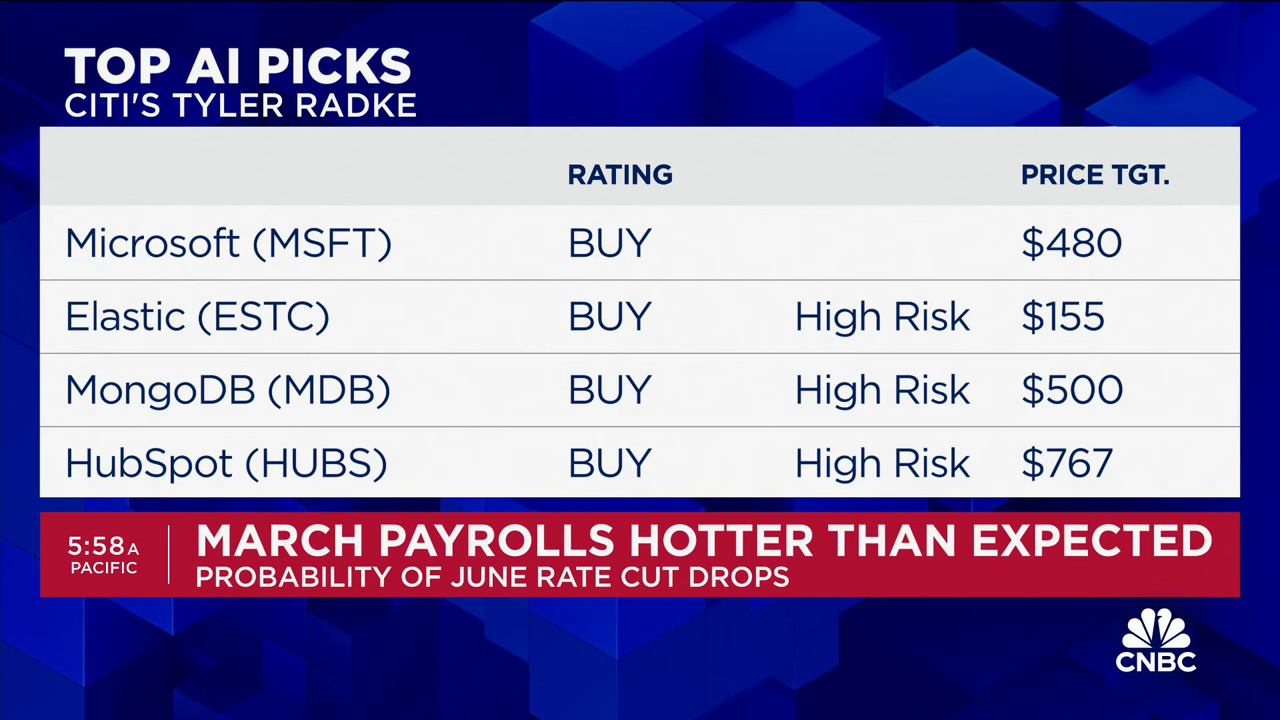 TOP AI PICKS
CITI'S TYLER RADKE
RATING PRICE TGT.
Microsoft (MSFT) BUY $480
Elastic (ESTC) BUY High Risk $155
MongoDB (MDB) BUY High Risk $500
HubSpot (HUBS) BUY High Risk $767
5:58 A
PACIFIC
MARCH PAYROLLS HOTTER THAN EXPECTED
PROBABILITY OF JUNE RATE CUT DROPS
CNBC